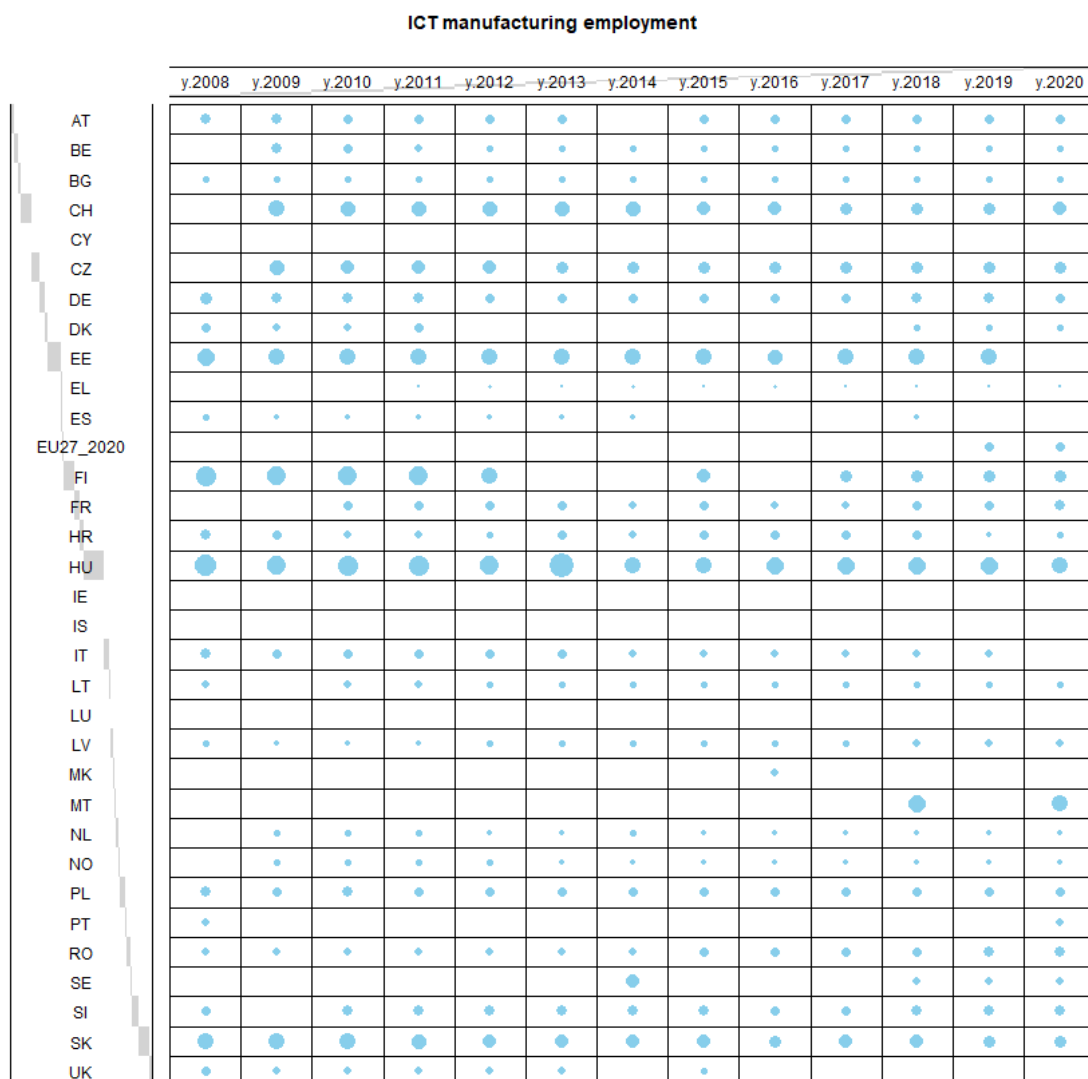 ICT manufacturing employment
y.2008 y.2009 y.2010 y.2011 y.2012 y.2013 y.2014 y.2015 y.2016 y.2017 y.2018 y.2019 y.2020
AT
BE
BG
CH
CY
CZ
DE
DK
EE
EL
ES
EU27_2020
FI
FR
HR
HU
IE
IS
IT
LT
LU
LV
MK
MT
NL
NO
PL
PT
RO
SE
SI
SK
UK